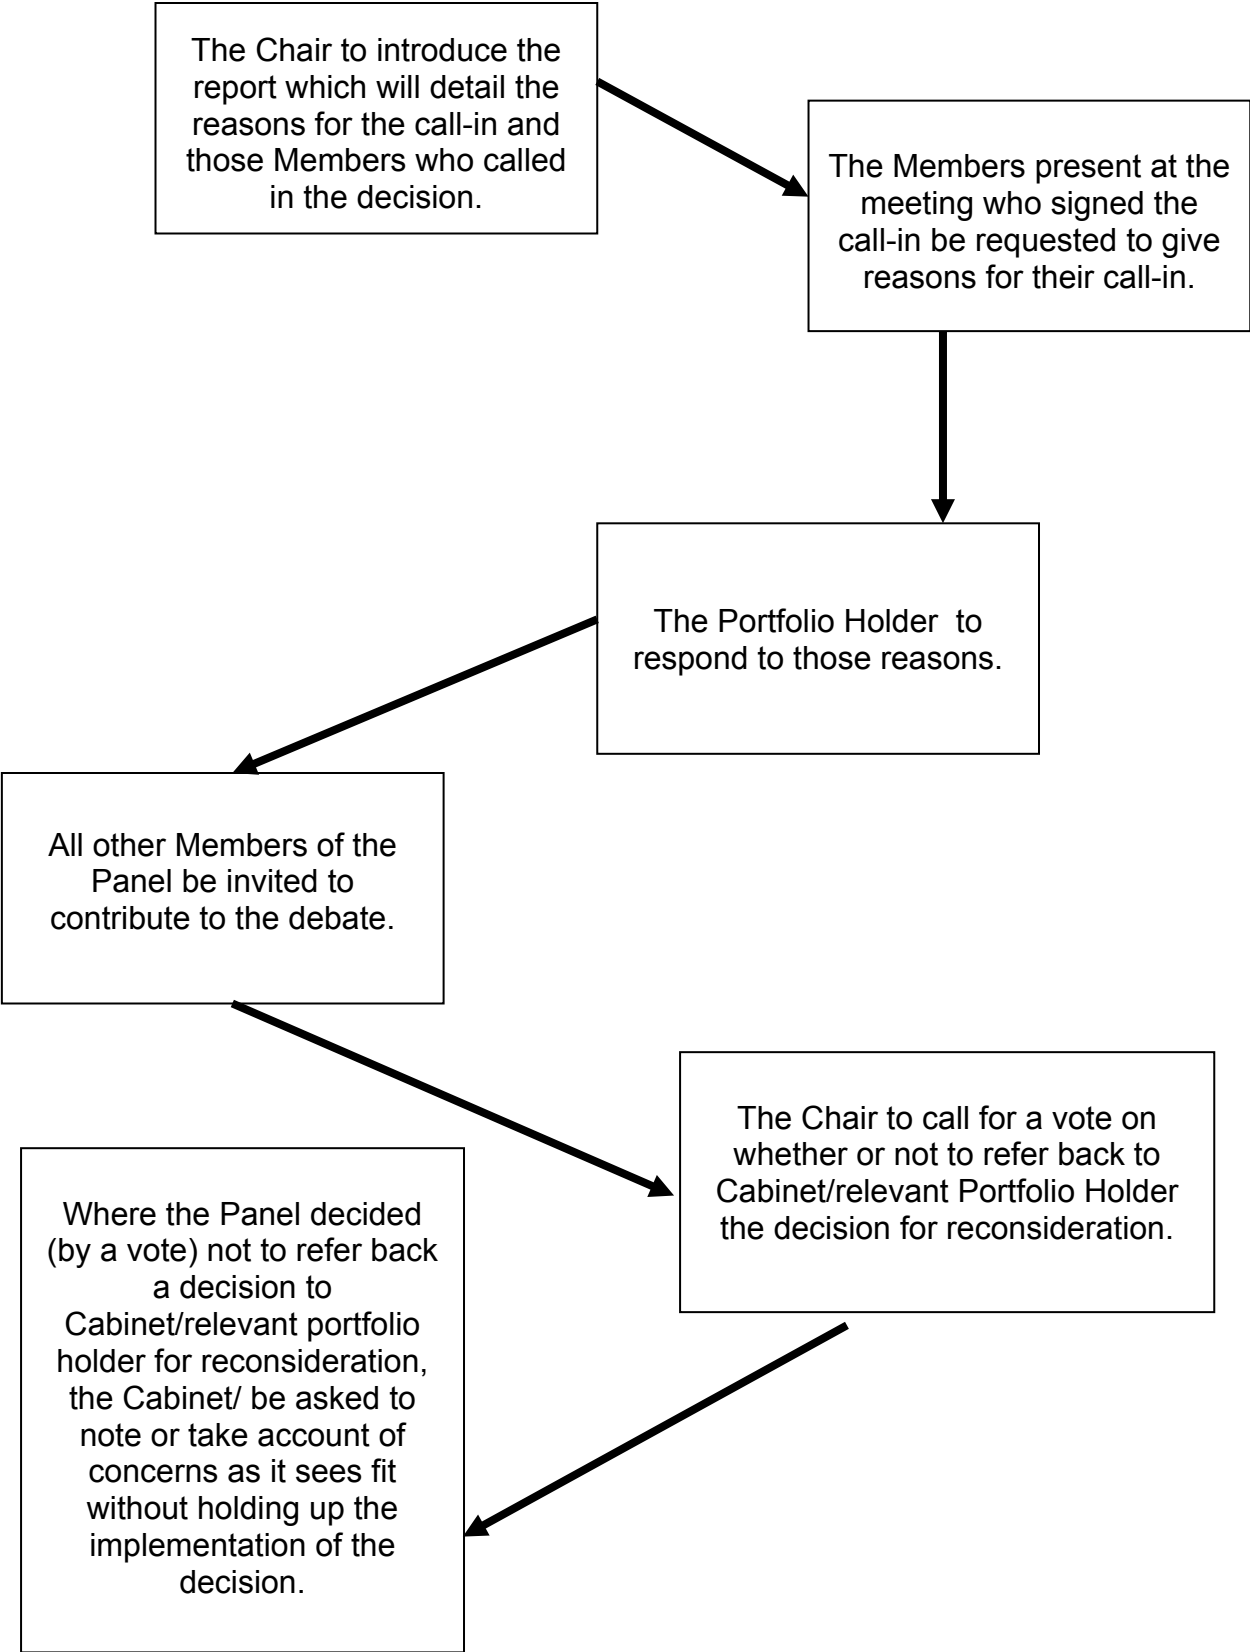 The Chair to introduce the
report which will detail the
reasons for the call-in and
those Members who called
in the decision.
The Members present at the
meeting who signed the
call-in be requested to give
reasons for their call-in.
The Portfolio Holder  to
respond to those reasons.
All other Members of the
Panel be invited to
contribute to the debate.
The Chair to call for a vote on
whether or not to refer back to
Cabinet/relevant Portfolio Holder
the decision for reconsideration.
Where the Panel decided
(by a vote) not to refer back
a decision to
Cabinet/relevant portfolio
holder for reconsideration,
the Cabinet/ be asked to
note or take account of
concerns as it sees fit
without holding up the
implementation of the
decision.